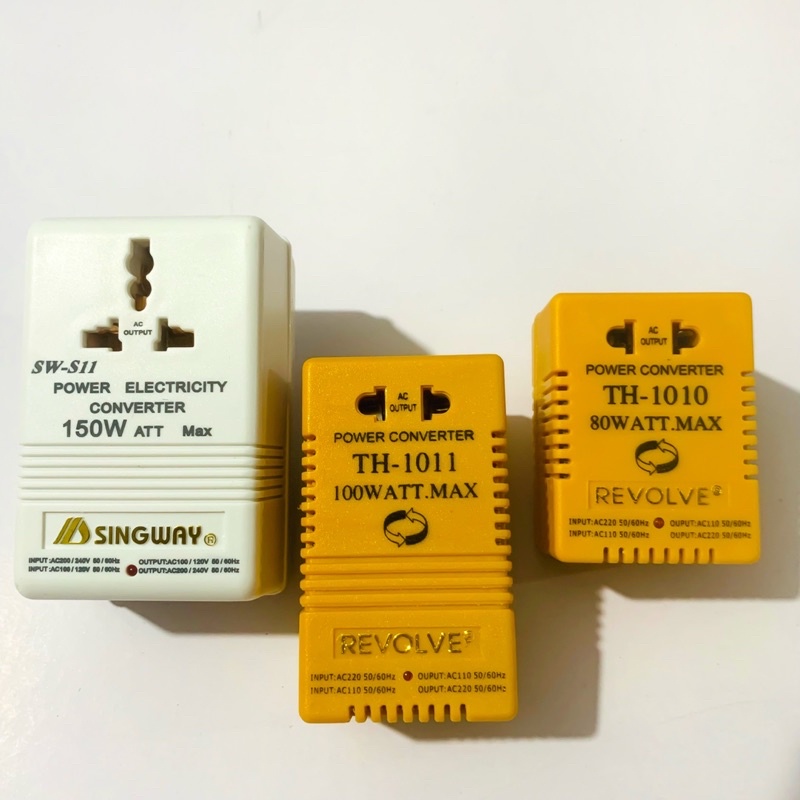 AC
OUTPUT
SW-S11
POWER ELECTRICITY
CONVERTER
150W ATT Max
SINGWAY®
INPUT :AC200 / 240V 50 / 60Hz OUTPUT:AC100 / 120V 50 / 60Hz
INPUT :AC100 / 120V 50 / 60Hz OUTPUT:AC200 / 240V 50 / 60Hz
AC
OUTPUT
POWER CONVERTER
TH-1011
100WATT.MAX
REVOLVE
INPUT:AC220 50/60Hz OUPUT:AC110 50/60Hz
INPUT:AC110 50/60Hz OUPUT:AC220 50/60Hz
AC
OUTPUT
POWER CONVERTER
TH-1010
80WATT.MAX
REVOLVE
INPUT:AC220 50/60Hz OUPUT:AC110 50/60Hz
INPUT:AC110 50/60Hz OUPUT:AC220 50/60Hz